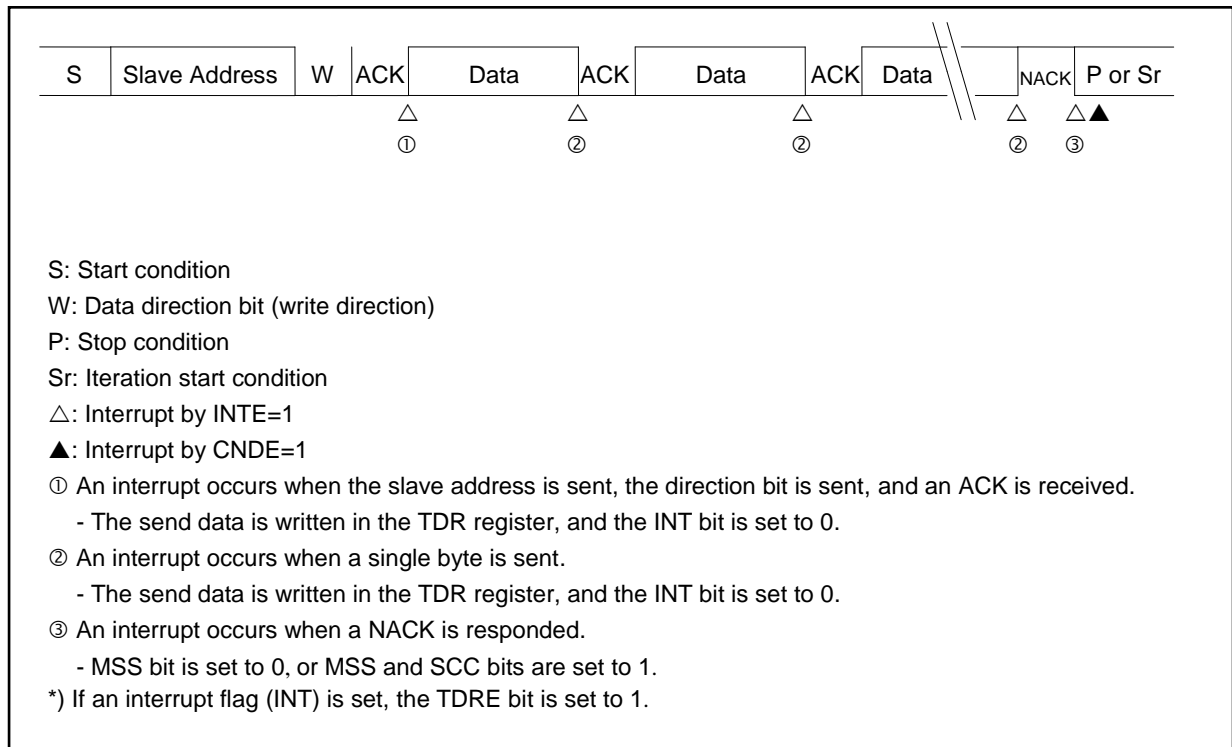 S Slave Address W ACK Data ACK Data ACK Data NACK P or Sr
△ △ △ △ △▲
① ② ② ② ③
S: Start condition
W: Data direction bit (write direction)
P: Stop condition
Sr: Iteration start condition
△: Interrupt by INTE=1
▲: Interrupt by CNDE=1
① An interrupt occurs when the slave address is sent, the direction bit is sent, and an ACK is received.
- The send data is written in the TDR register, and the INT bit is set to 0.
② An interrupt occurs when a single byte is sent.
- The send data is written in the TDR register, and the INT bit is set to 0.
③ An interrupt occurs when a NACK is responded.
- MSS bit is set to 0, or MSS and SCC bits are set to 1.
*) If an interrupt flag (INT) is set, the TDRE bit is set to 1.